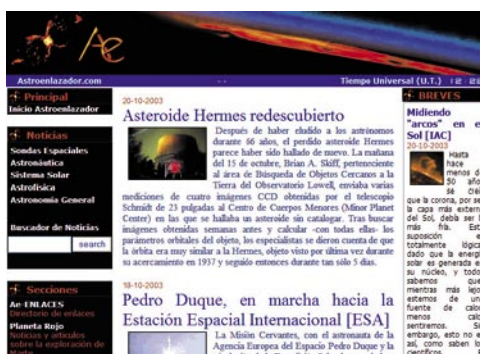 Ae
Astroenlazador.com
Tiempo Universal (U.T.)
Principal
Inicio Astroenlazador
Noticias
Sondas Espaciales
Astronáutica
Sistema Solar
Astrofísica
Astronomía General
Buscador de Noticias
search
Secciones
Ae-ENLACES
Directorio de enlaces
Planeta Rojo
Noticias y artículos
sobre la exploración de
Marte
20-10-2003
Asteroide Hermes redescubierto
Después de haber eludido a los astrónomos
durante 66 años, el perdido asteroide Hermes
parece haber sido hallado de nuevo. La mañana
del 15 de octubre, Brian A. Skiff, perteneciente
al área de Búsqueda de Objetos Cercanos a la
Tierra del Observatorio Lowell, enviaba varias
mediciones de cuatro imágenes CCD obtenidas por el telescopio
Schmidt de 23 pulgadas al Centro de Cuerpos Menores (Minor Planet
Center) en las que se hallaba un asteroide sin catalogar. Tras buscar
imágenes obtenidas semanas antes y calcular -con todas ellas- los
parámetros orbitales del objeto, los especialistas se dieron cuenta de que
la órbita era muy similar a la Hermes, objeto visto por última vez durante
su acercamiento en 1937 y seguido entonces durante tan sólo 5 días.
18-10-2003
Pedro Duque, en marcha hacia la
Estación Espacial Internacional [ESA]
La Misión Cervantes, con el astronauta de la
Agencia Europea del Espacio Pedro Duque y la
BREVES
Midiendo
"arcos" en e
Sol [IAC]
20-10-2003
Hasta
hace
menos d
50 año
se creí
que la corona, por se
la capa más extern
del Sol, debía ser l
más fría. Est
suposición e
totalmente lógic
dado que la energí
solar es generada e
su núcleo, y todo
sabemos que
mientras más lejo
estemos de un
fuente de calo
menos calo
sentiremos. Si
embargo, esto no e
así, como saben lo
científicos